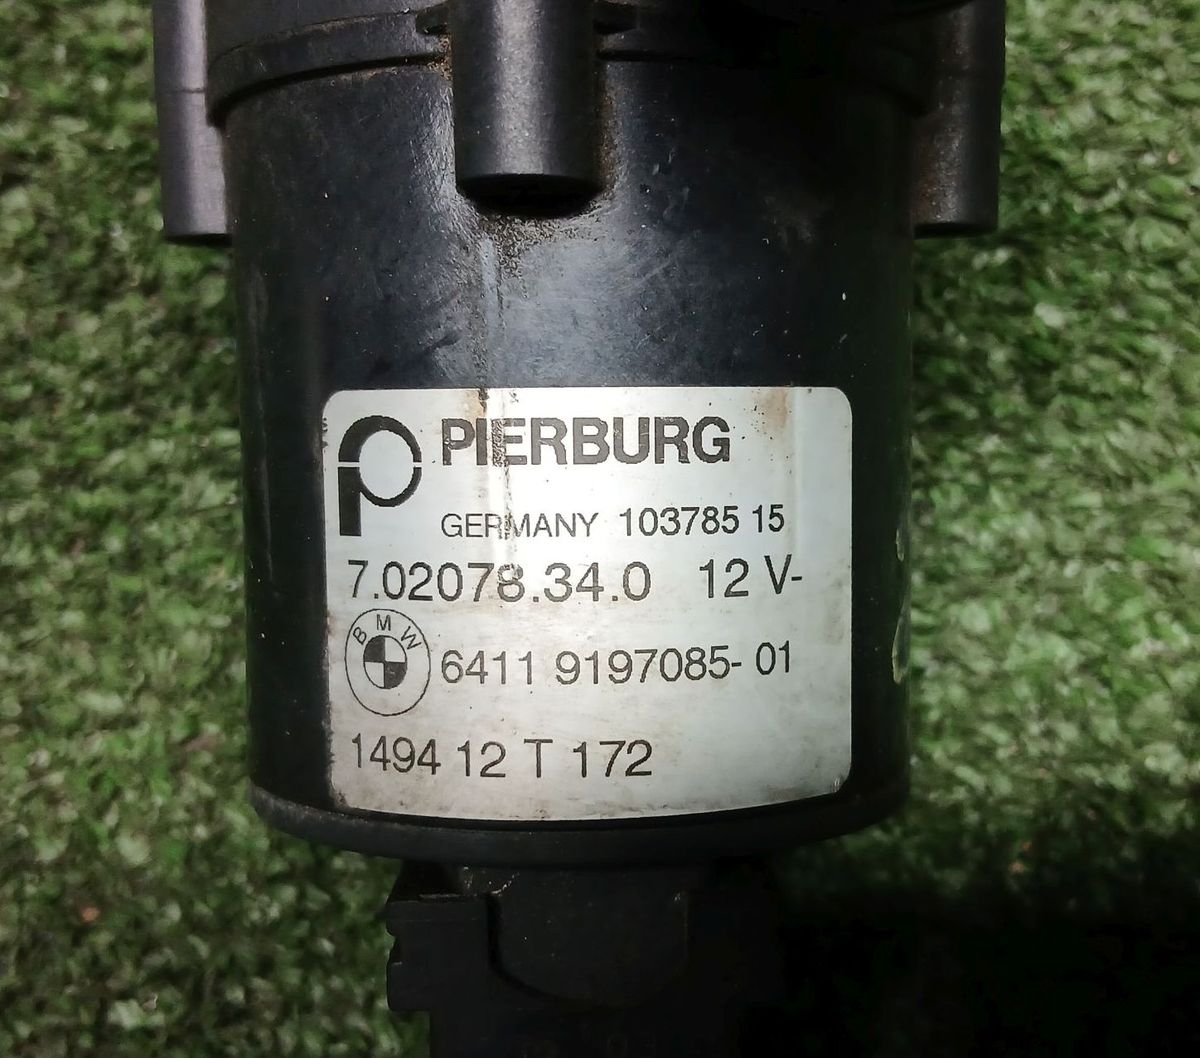 PIERBURG
GERMANY 103785 15
7.02078.34.0 12 V-
BMW
6411 9197085- 01
1494 12 T 172